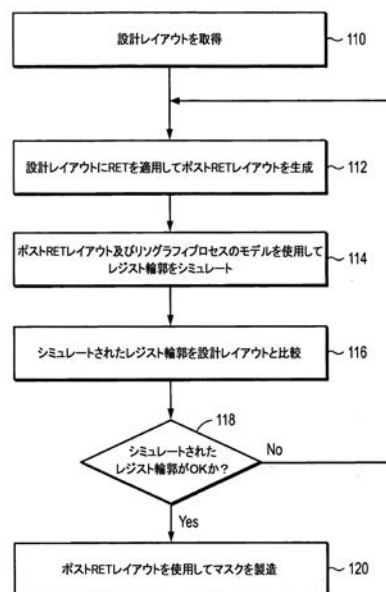 設計レイアウトを取得
110
設計レイアウトにRETを適用してポストRETレイアウトを生成
112
ポストRETレイアウト及びリソグラフィプロセスのモデルを使用して
レジスト輪郭をシミュレート
114
シミュレートされたレジスト輪郭を設計レイアウトと比較
116
118
シミュレートされた
レジスト輪郭がOKか?
No
Yes
ポストRETレイアウトを使用してマスクを製造
120